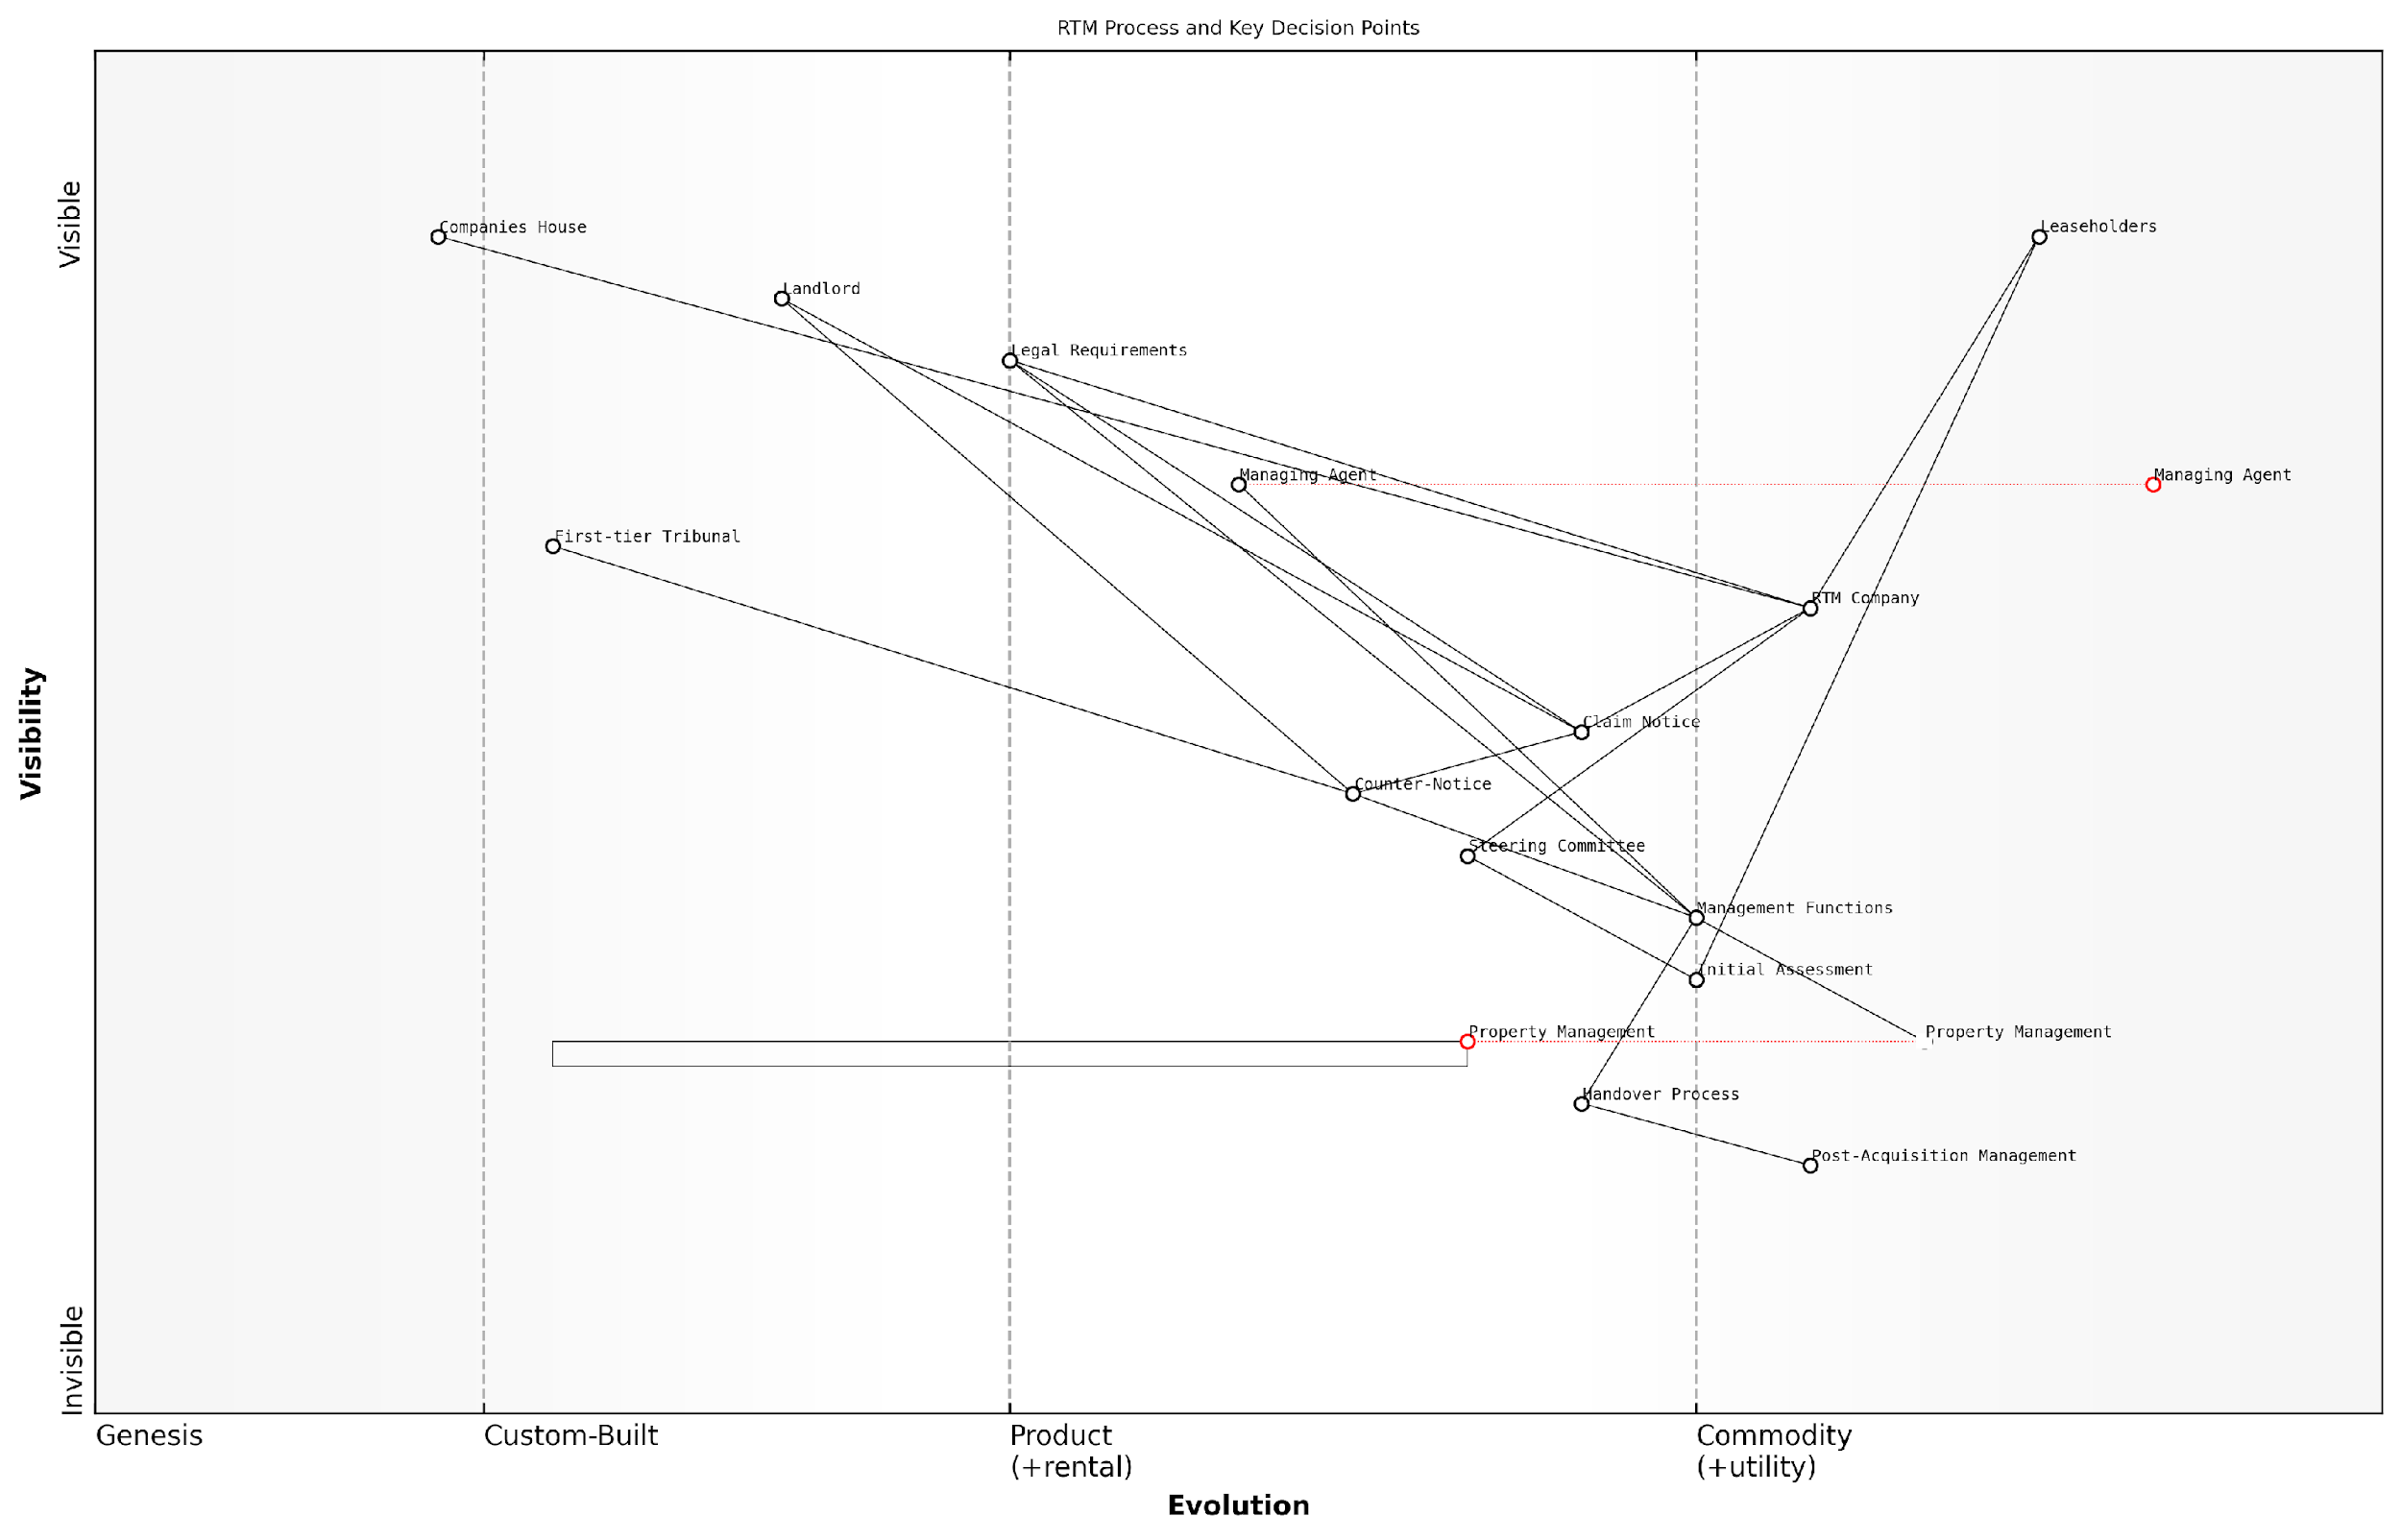 RTM Process and Key Decision Points
Visible
Companies House
Leaseholders
Landlord
Legal Requirements
Managing Agent
Managing Agent
First-tier Tribunal
RTM Company
Visibility
Claim Notice
Counter-Notice
Steering Committee
Management Functions
Initial Assessment
Property Management
Property Management
Handover Process
Post-Acquisition Management
Invisible
Genesis
Custom-Built
Product
(+rental)
Commodity
(+utility)
Evolution